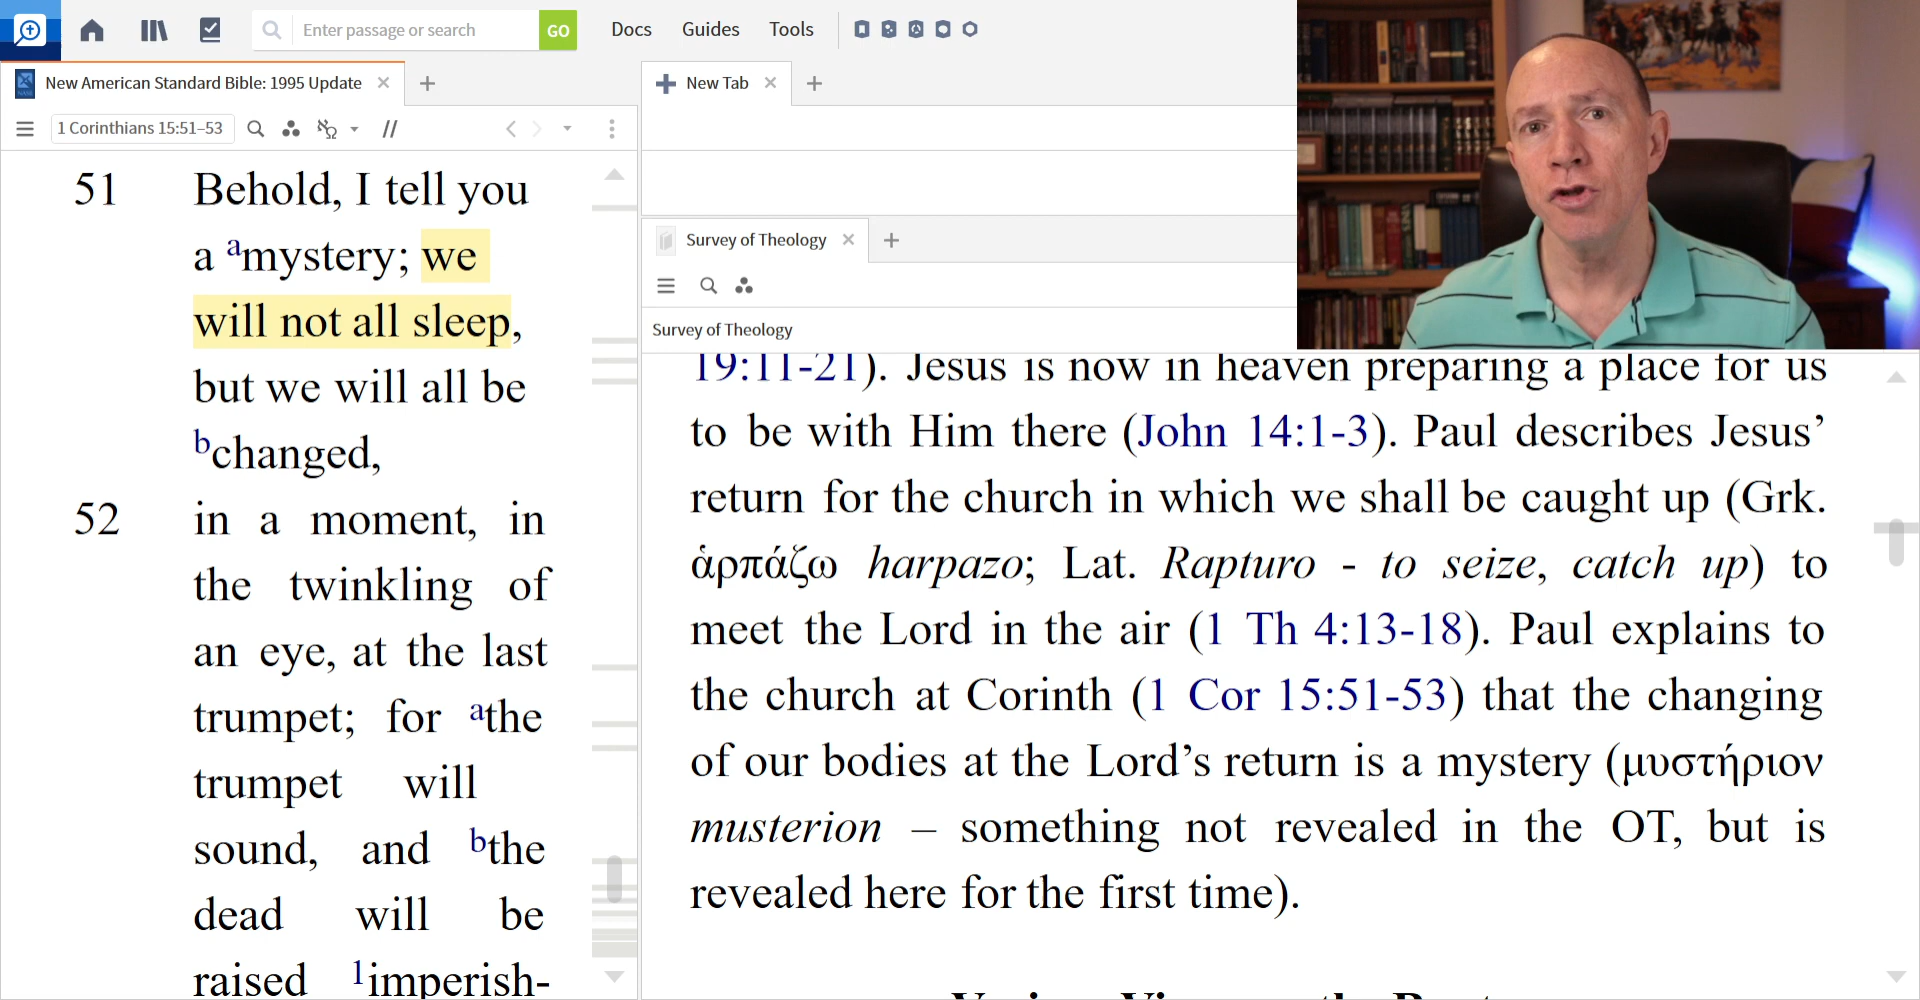 Enter passage or search
GO
Docs
Guides
Tools
New American Standard Bible: 1995 Update
New Tab
1 Corinthians 15:51–53
51 Behold, I tell you
a ᵃmystery; we
will not all sleep,
but we will all be
ᵇchanged,
52 in a moment, in
the twinkling of
an eye, at the last
trumpet; for ᵃthe
trumpet will
sound, and ᵇthe
dead will be
raised ¹imperish-
Survey of Theology
Survey of Theology
19:11-21). Jesus is now in heaven preparing a place for us
to be with Him there (John 14:1-3). Paul describes Jesus’
return for the church in which we shall be caught up (Grk.
ἁρπάζω harpazo; Lat. Rapturo - to seize, catch up) to
meet the Lord in the air (1 Th 4:13-18). Paul explains to
the church at Corinth (1 Cor 15:51-53) that the changing
of our bodies at the Lord’s return is a mystery (μυστήριον
musterion – something not revealed in the OT, but is
revealed here for the first time).